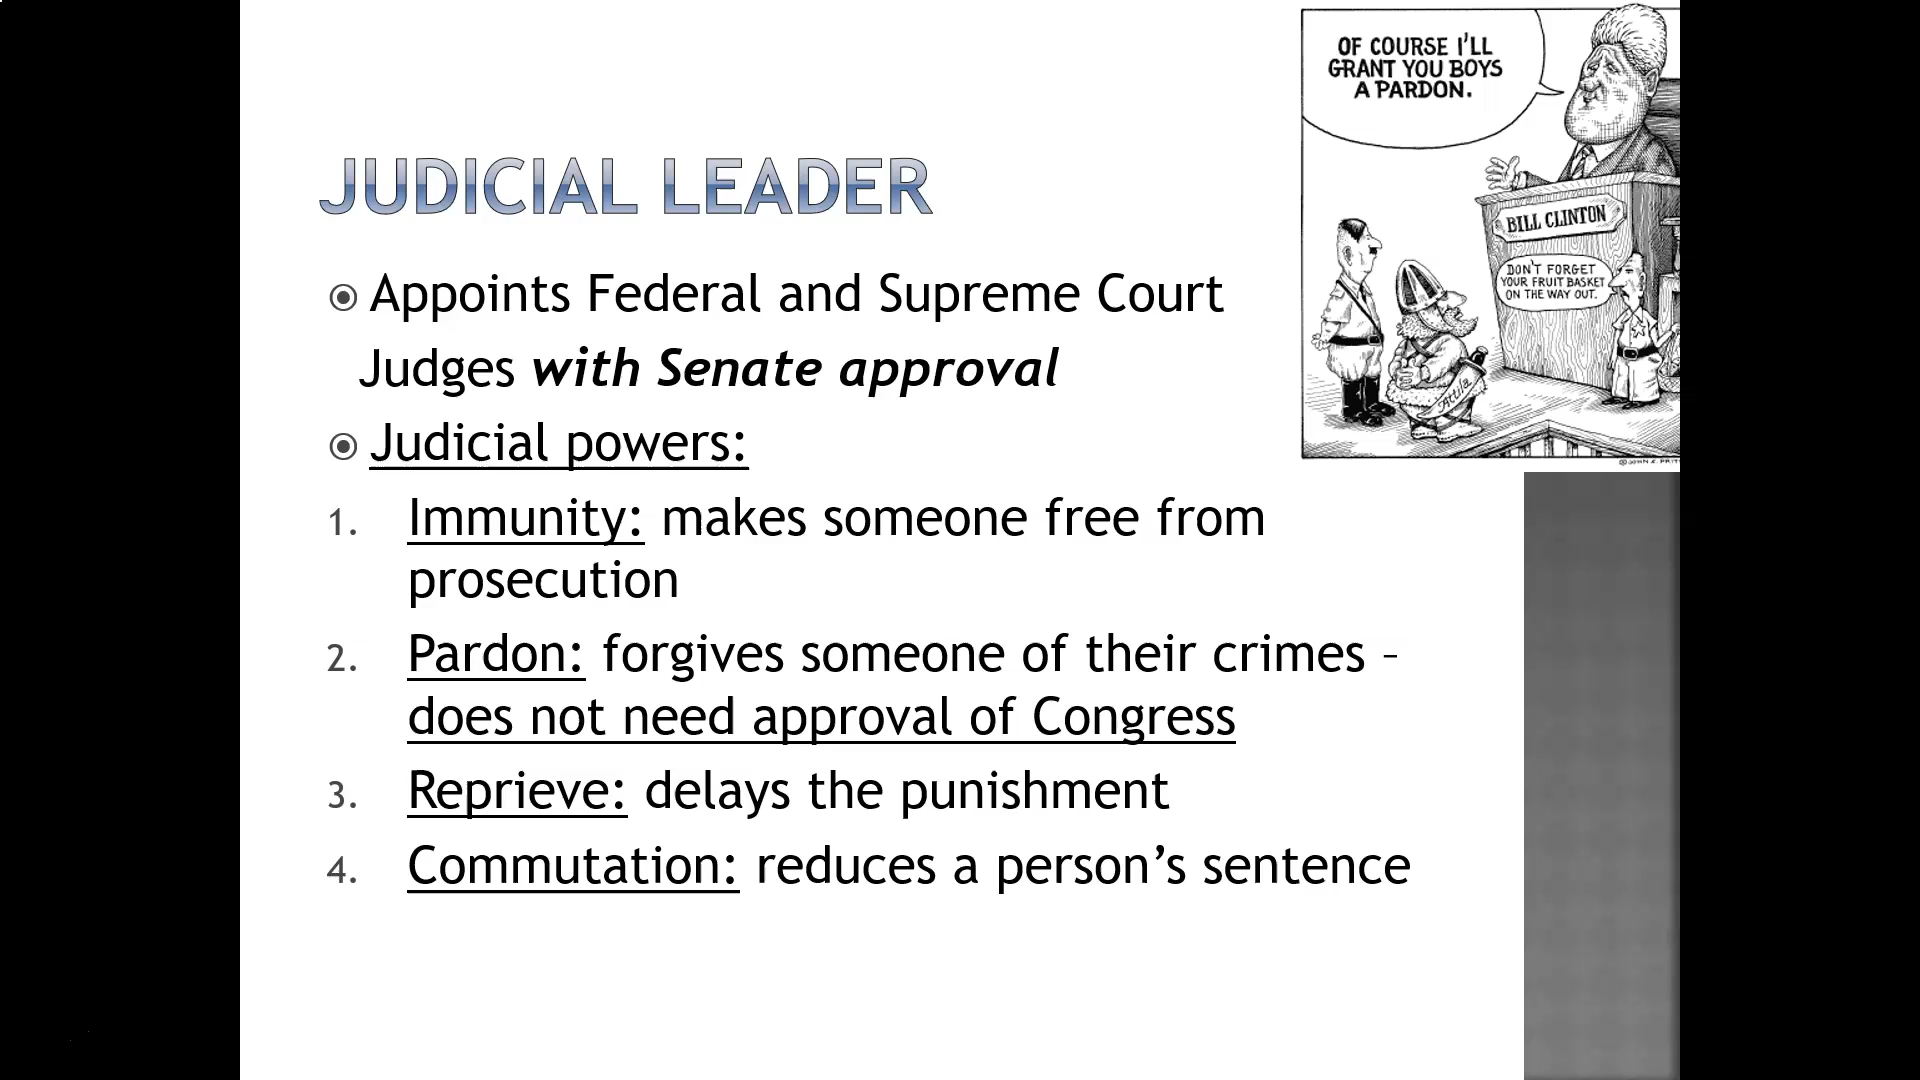 OF COURSE I'LL
GRANT YOU BOYS
A PARDON.
BILL CLINTON
DON'T FORGET
YOUR FRUIT BASKET
ON THE WAY OUT.
Attila
JUDICIAL LEADER
Appoints Federal and Supreme Court
Judges with Senate approval
Judicial powers:
1. Immunity: makes someone free from
prosecution
2. Pardon: forgives someone of their crimes –
does not need approval of Congress
3. Reprieve: delays the punishment
4. Commutation: reduces a person’s sentence